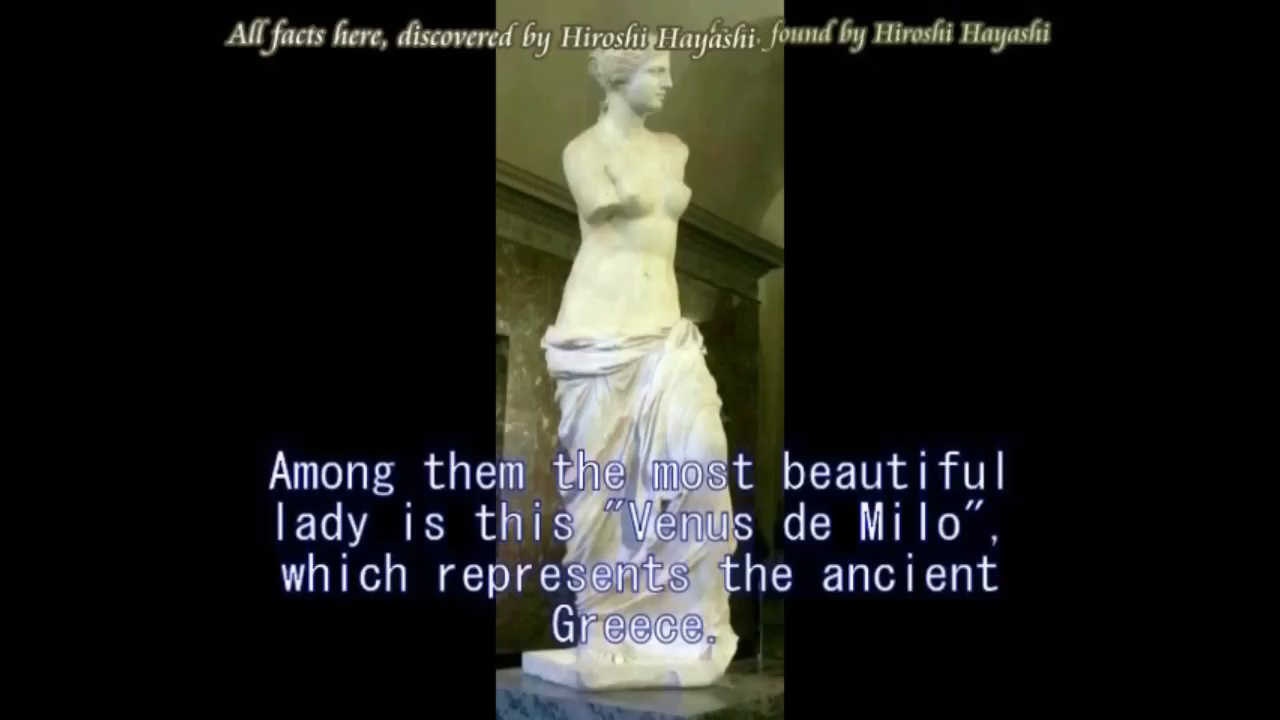 All facts here, discovered by Hiroshi Hayashi. found by Hiroshi Hayashi
Among them the most beautiful
lady is this "Venus de Milo",
which represents the ancient
Greece.